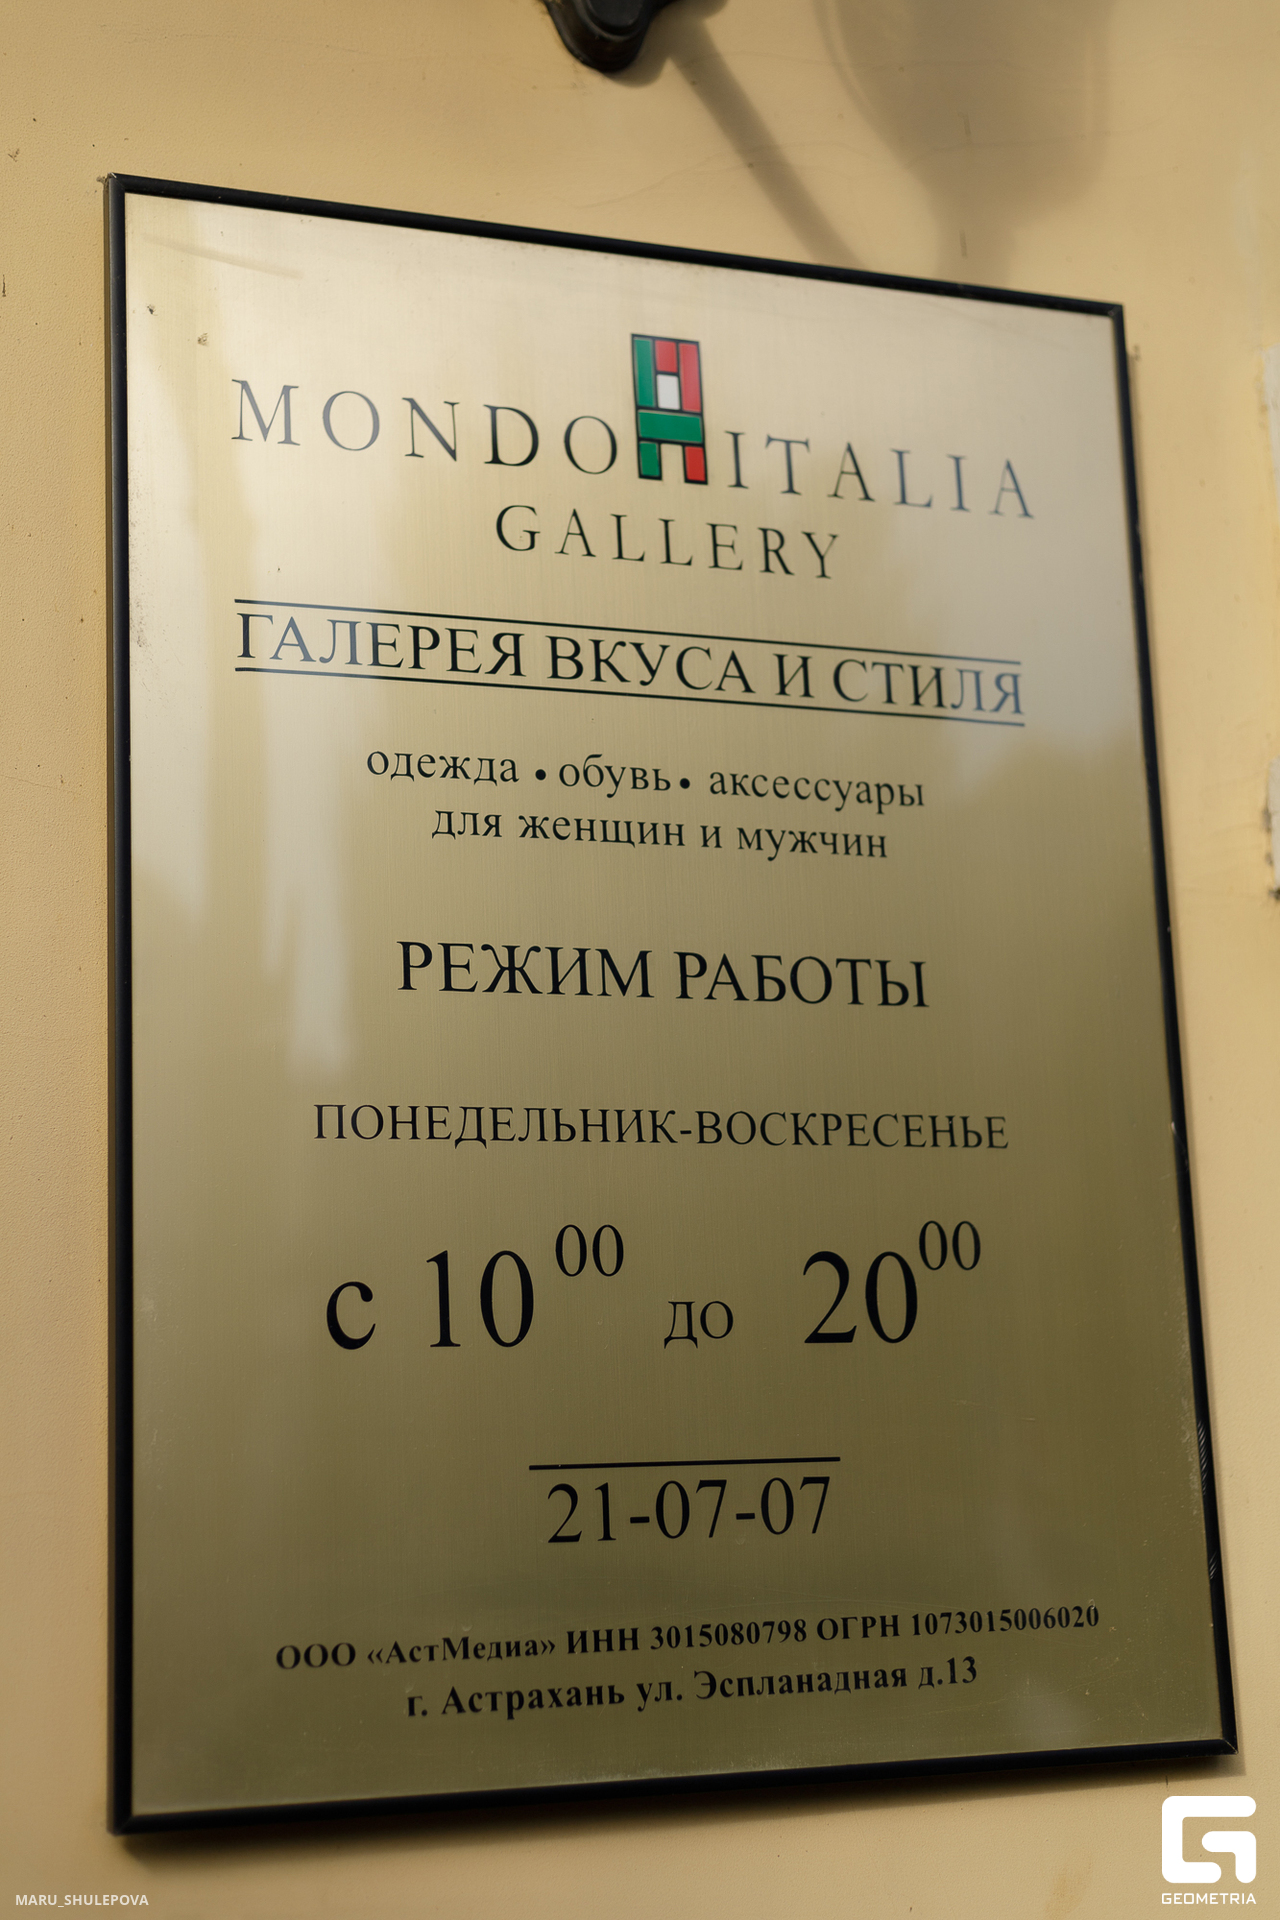 MONDO ITALIA
GALLERY
ГАЛЕРЕЯ ВКУСА И СТИЛЯ
одежда • обувь • аксессуары
для женщин и мужчин
РЕЖИМ РАБОТЫ
ПОНЕДЕЛЬНИК-ВОСКРЕСЕНЬЕ
с 10 00 до 20 00
21-07-07
ООО «АстМедиа» ИНН 3015080798 ОГРН 1073015006020
г. Астрахань ул. Эспланадная д.13
MARU_SHULEPOVA
GEOMETRIA